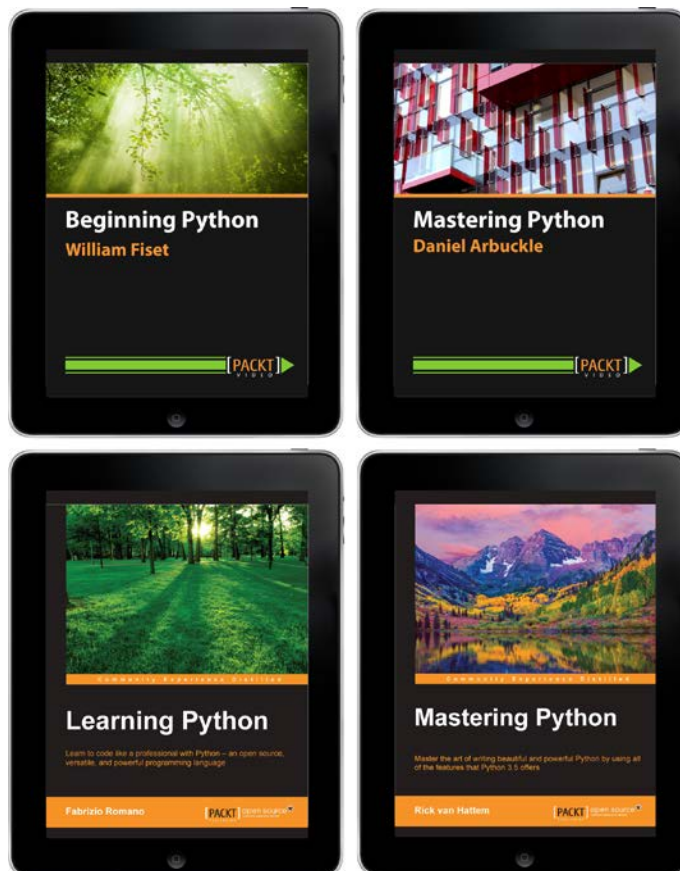 Beginning Python
William Fiset
[PACKT]
VIDEO
Mastering Python
Daniel Arbuckle
[PACKT]
VIDEO
Community Experience Distilled
Learning Python
Learn to code like a professional with Python – an open source,
versatile, and powerful programming language
Fabrizio Romano
[PACKT] open source
Community Experience Distilled
Mastering Python
Master the art of writing beautiful and powerful Python by using all
of the features that Python 3.5 offers
Rick van Hattem
[PACKT] open source